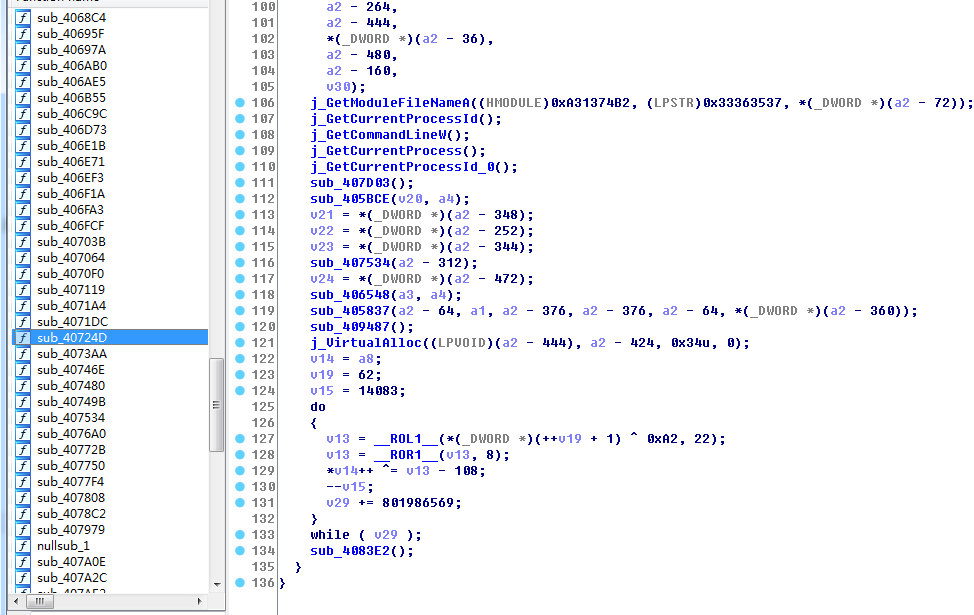 sub_4068C4
sub_40695F
sub_40697A
sub_406AB0
sub_406AE5
sub_406B55
sub_406C9C
sub_406D73
sub_406E1B
sub_406E71
sub_406EF3
sub_406F1A
sub_406FA3
sub_406FCF
sub_40703B
sub_407064
sub_4070F0
sub_407119
sub_4071A4
sub_4071DC
sub_40724D
sub_4073AA
sub_40746E
sub_407480
sub_40749B
sub_407534
sub_4076A0
sub_40772B
sub_407750
sub_4077F4
sub_407808
sub_4078C2
sub_407979
nullsub_1
sub_407A0E
sub_407A2C
100 a2 - 264,
101 a2 - 444,
102 *(_DWORD *)(a2 - 36),
103 a2 - 480,
104 a2 - 160,
105 v30);
106 j_GetModuleFileNameA((HMODULE)0xA31374B2, (LPSTR)0x33363537, *(_DWORD *)(a2 - 72));
107 j_GetCurrentProcessId();
108 j_GetCommandLineW();
109 j_GetCurrentProcess();
110 j_GetCurrentProcessId_0();
111 sub_407D03();
112 sub_405BCE(v20, a4);
113 v21 = *(_DWORD *)(a2 - 348);
114 v22 = *(_DWORD *)(a2 - 252);
115 v23 = *(_DWORD *)(a2 - 344);
116 sub_407534(a2 - 312);
117 v24 = *(_DWORD *)(a2 - 472);
118 sub_406548(a3, a4);
119 sub_405837(a2 - 64, a1, a2 - 376, a2 - 376, a2 - 64, *(_DWORD *)(a2 - 360));
120 sub_409487();
121 j_VirtualAlloc((LPVOID)(a2 - 444), a2 - 424, 0x34u, 0);
122 v14 = a8;
123 v19 = 62;
124 v15 = 14083;
125 do
126 {
127 v13 = __ROL1__(*(_DWORD *)(++v19 + 1) ^ 0xA2, 22);
128 v13 = __ROR1__(v13, 8);
129 *v14++ ^= v13 - 108;
130 --v15;
131 v29 += 801986569;
132 }
133 while ( v29 );
134 sub_4083E2();
135 }
136 }